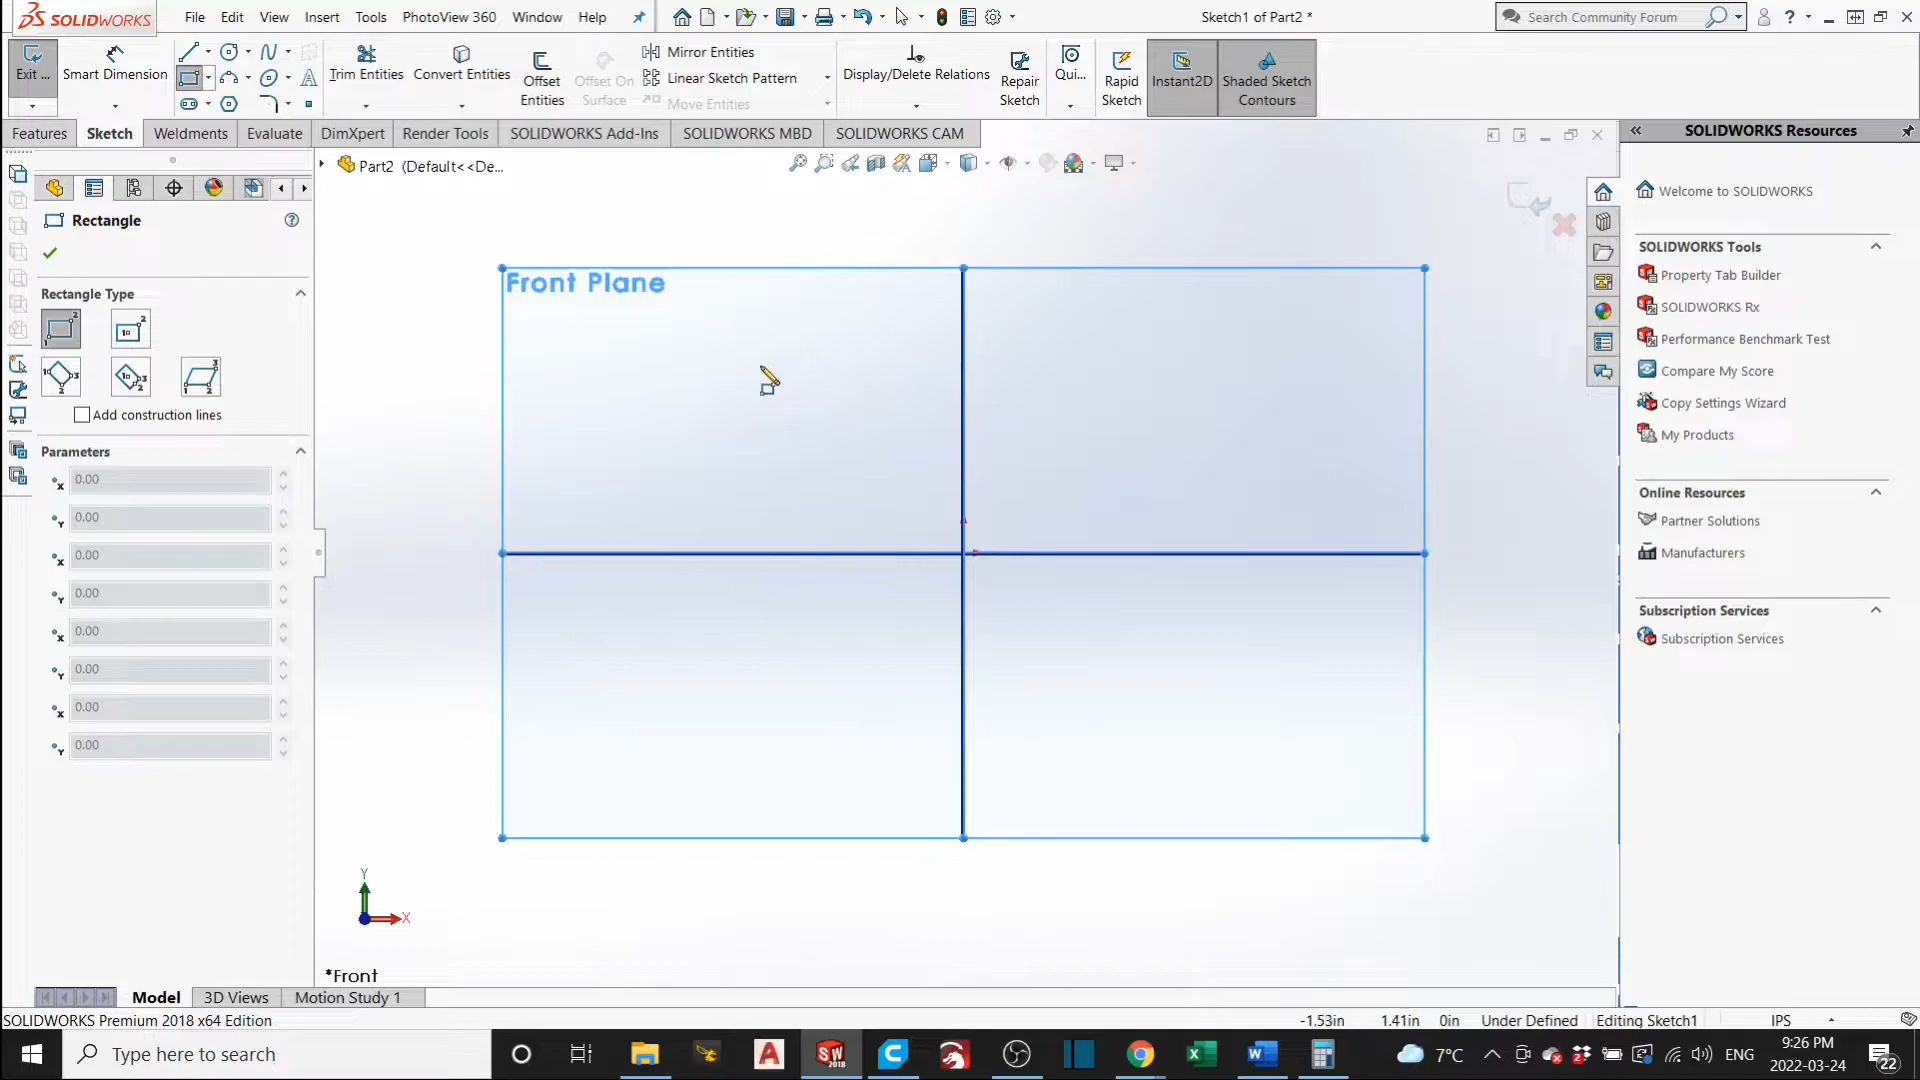 SOLIDWORKS
File Edit View Insert Tools PhotoView 360 Window Help
Sketch1 of Part2 *
Search Community Forum
Exit ...
Smart Dimension
Trim Entities
Convert Entities
Offset Entities
Offset On Surface
Mirror Entities
Linear Sketch Pattern
Move Entities
Display/Delete Relations
Repair Sketch
Qui...
Rapid Sketch
Instant2D
Shaded Sketch Contours
Features Sketch Weldments Evaluate DimXpert Render Tools SOLIDWORKS Add-Ins SOLIDWORKS MBD SOLIDWORKS CAM
Part2 (Default<<De...
Rectangle
Rectangle Type
Add construction lines
Parameters
0.00
0.00
0.00
0.00
0.00
0.00
0.00
0.00
Front Plane
Y
X
*Front
SOLIDWORKS Resources
Welcome to SOLIDWORKS
SOLIDWORKS Tools
Property Tab Builder
SOLIDWORKS Rx
Performance Benchmark Test
Compare My Score
Copy Settings Wizard
My Products
Online Resources
Partner Solutions
Manufacturers
Subscription Services
Subscription Services
Model 3D Views Motion Study 1
SOLIDWORKS Premium 2018 x64 Edition
-1.53in 1.41in 0in Under Defined Editing Sketch1 IPS
Type here to search
7°C
ENG
9:26 PM
2022-03-24
22